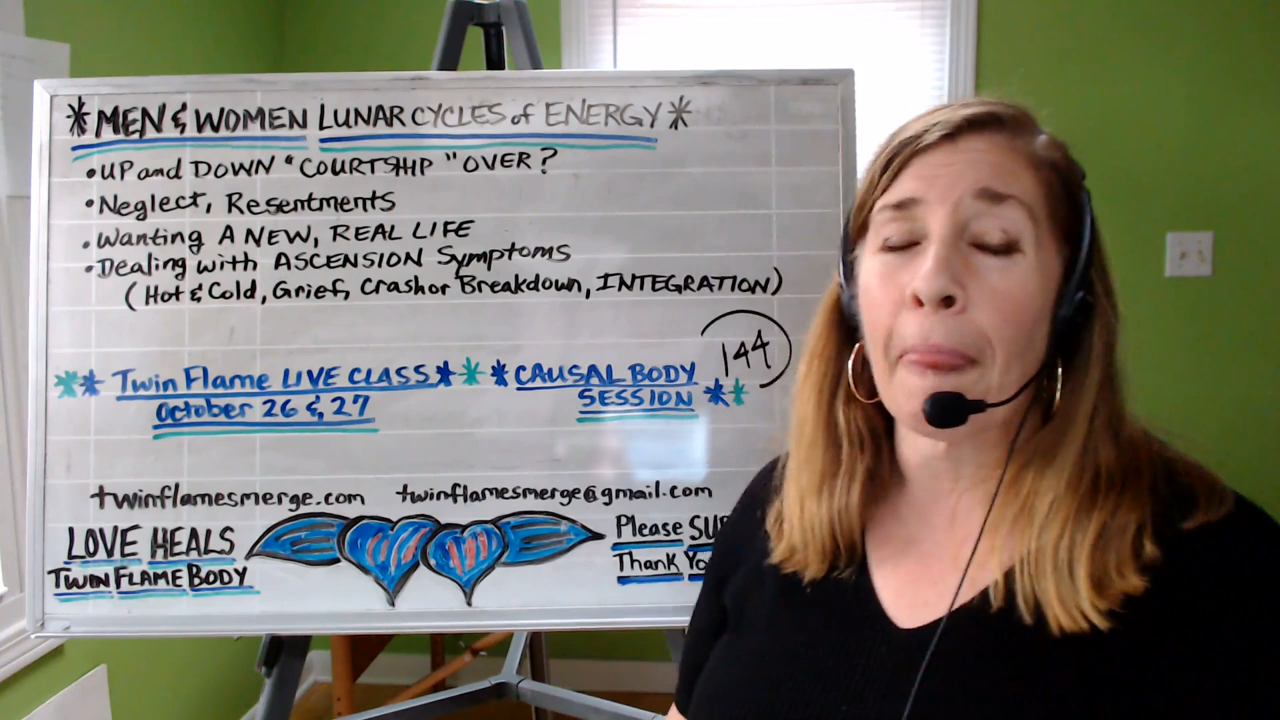 *MEN & WOMEN LUNAR CYCLES of ENERGY*
• UP and DOWN "COURTSHIP" OVER?
• Neglect, Resentments
• Wanting A NEW, REAL LIFE
• Dealing with ASCENSION Symptoms
(Hot & Cold, Grief, Crash or Breakdown, INTEGRATION)
144
** Twin Flame LIVE CLASS **
October 26 & 27
* CAUSAL BODY
SESSION **
twinflamesmerge.com twinflamesmerge@gmail.com
LOVE HEALS
TWIN FLAME BODY
Please
Thank